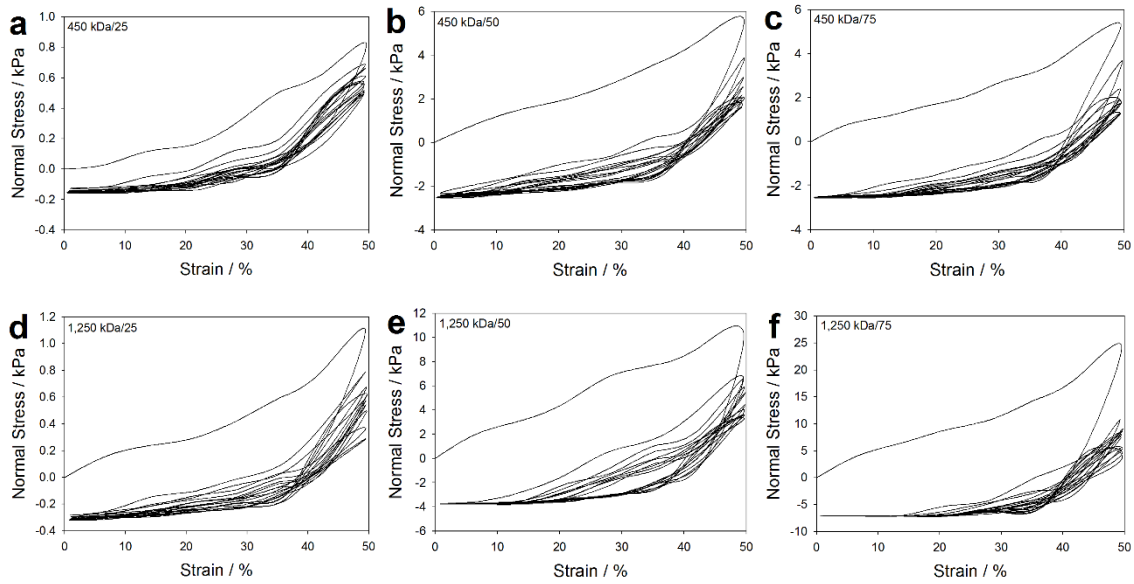 a
450 kDa/25
Normal Stress / kPa
1.0
0.8
0.6
0.4
0.2
0.0
-0.2
-0.4
0 10 20 30 40 50
Strain / %
b
450 kDa/50
Normal Stress / kPa
6
4
2
0
-2
-4
0 10 20 30 40 50
Strain / %
c
450 kDa/75
Normal Stress / kPa
6
4
2
0
-2
-4
0 10 20 30 40 50
Strain / %
d
1,250 kDa/25
Normal Stress / kPa
1.2
1.0
0.8
0.6
0.4
0.2
0.0
-0.2
-0.4
0 10 20 30 40 50
Strain / %
e
1,250 kDa/50
Normal Stress / kPa
12
10
8
6
4
2
0
-2
-4
-6
0 10 20 30 40 50
Strain / %
f
1,250 kDa/75
Normal Stress / kPa
30
25
20
15
10
5
0
-5
-10
0 10 20 30 40 50
Strain / %